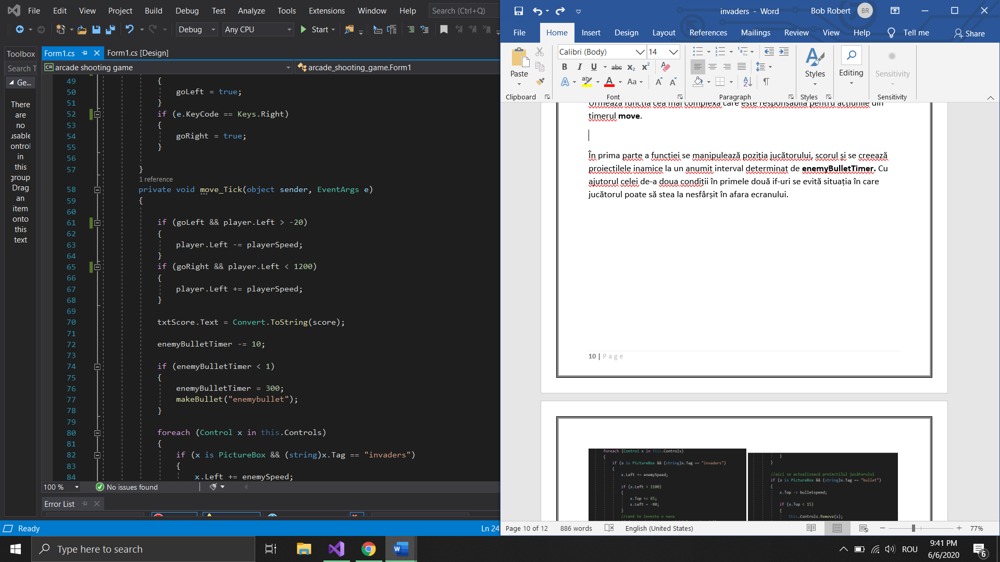 File Edit View Project Build Debug Test Analyze Tools Extensions Window Help Search (Ctrl+Q)
Debug Any CPU Start
Toolbox
Search T
Ge...
There
are
no
usable
control
in
this
group.
Drag
an
item
onto
this
text
Form1.cs Form1.cs [Design]
C# arcade shooting game arcade_shooting_game.Form1
49 {
50 goLeft = true;
51 }
52 if (e.KeyCode == Keys.Right)
53 {
54 goRight = true;
55 }
56
57 }
1 reference
58 private void move_Tick(object sender, EventArgs e)
59 {
60
61 if (goLeft && player.Left > -20)
62 {
63 player.Left -= playerSpeed;
64 }
65 if (goRight && player.Left < 1200)
66 {
67 player.Left += playerSpeed;
68 }
69
70 txtScore.Text = Convert.ToString(score);
71
72 enemyBulletTimer -= 10;
73
74 if (enemyBulletTimer < 1)
75 {
76 enemyBulletTimer = 300;
77 makeBullet("enemybullet");
78 }
79
80 foreach (Control x in this.Controls)
81 {
82 if (x is PictureBox && (string)x.Tag == "invaders")
83 {
84 x.Left += enemySpeed;
100 % No issues found
Error List
Ready Ln 24
invaders - Word Bob Robert BR
File Home Insert Design Layout References Mailings Review View Help Tell me Share
Calibri (Body) 14
Paste B I U abc x2 x2 A ab A Aa A A Styles Editing Sensitivity
Clipboard Font Paragraph Styles Sensitivity
Urmează funcția cea mai complexă care este responsabilă pentru acțiunile din
timerul move.
În prima parte a funcției se manipulează poziția jucătorului, scorul și se creează
proiectilele inamice la un anumit interval determinat de enemyBulletTimer. Cu
ajutorul celei de-a doua condiții în primele două if-uri se evită situația în care
jucătorul poate să stea la nesfârșit în afara ecranului.
10 | Page
foreach (Control x in this.Controls)
{
if (x is PictureBox && (string)x.Tag == "invaders")
{
x.Left += enemySpeed;
if (x.Left > 1100)
{
x.Top += 65;
x.Left = -80;
}
//cand te loveste o nava
}
}
//aici se actualizează proiectilul jucătorului
if (x is PictureBox && (string)x.Tag == "bullet")
{
x.Top -= bulletspeed;
if (x.Top < 15)
{
this.Controls.Remove(x);
Page 10 of 12 886 words English (United States) 77%
Type here to search ROU 9:41 PM
6/6/2020 6